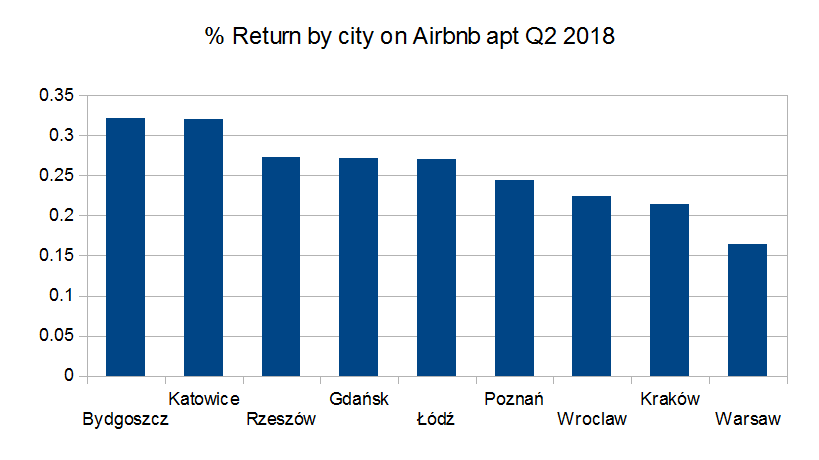 % Return by city on Airbnb apt Q2 2018
0.35
0.3
0.25
0.2
0.15
0.1
0.05
0
Bydgoszcz
Katowice
Rzeszów
Gdańsk
Łódź
Poznań
Wroclaw
Kraków
Warsaw